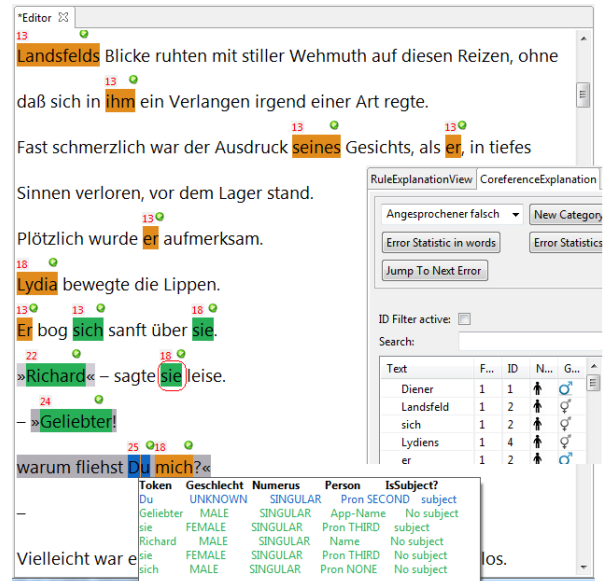 *Editor
13
Landsfelds Blicke ruhten mit stiller Wehmuth auf diesen Reizen, ohne
13
daß sich in ihm ein Verlangen irgend einer Art regte.
13 13
Fast schmerzlich war der Ausdruck seines Gesichts, als er, in tiefes
Sinnen verloren, vor dem Lager stand.
13
Plötzlich wurde er aufmerksam.
18
Lydia bewegte die Lippen.
13 13 18
Er bog sich sanft über sie.
22 18
»Richard« – sagte sie leise.
24
– »Geliebter!
25 18
warum fliehst Du mich?«
–
Vielleicht war e los.
RuleExplanationView CoreferenceExplanation
Angesprochener falsch New Category
Error Statistic in words Error Statistics
Jump To Next Error
ID Filter active:
Search:
Text F... ID N... G...
Diener 1 1
Landsfeld 1 2
sich 1 2
Lydiens 1 4
er 1 2
Token Geschlecht Numerus Person IsSubject?
Du UNKNOWN SINGULAR Pron SECOND subject
Geliebter MALE SINGULAR App-Name No subject
sie FEMALE SINGULAR Pron THIRD subject
Richard MALE SINGULAR Name No subject
sie FEMALE SINGULAR Pron THIRD No subject
sich MALE SINGULAR Pron NONE No subject